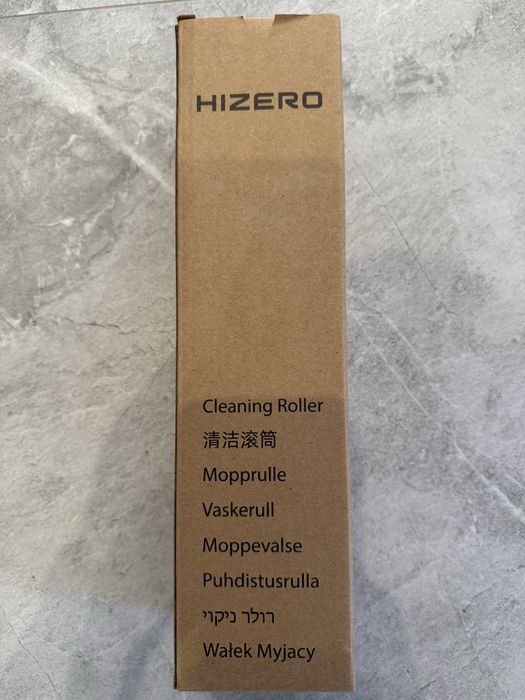 HIZERO
Cleaning Roller
清洁滚筒
Mopprulle
Vaskerull
Moppevalse
Puhdistusrulla
רולר ניקוי
Wałek Myjacy